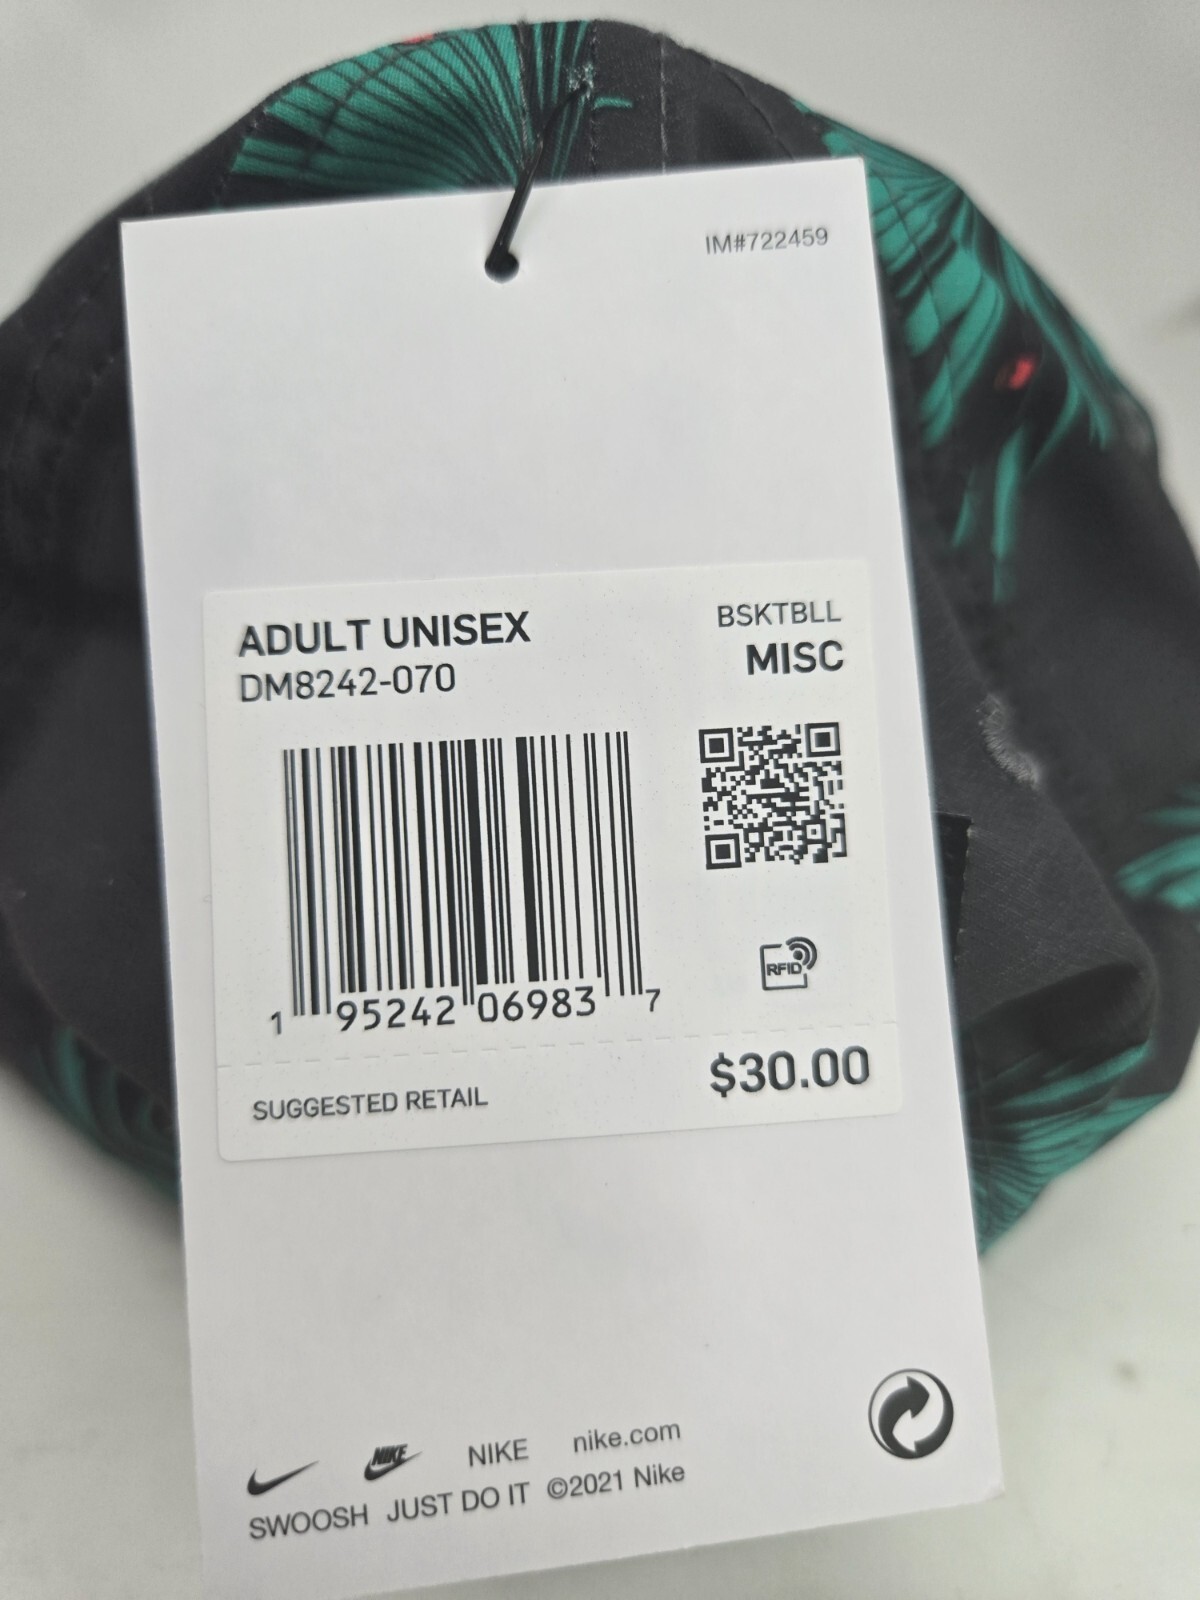 IM#722459
ADULT UNISEX
BSKTBLL
DM8242-070
MISC
RFID
1 95242 06983 7
SUGGESTED RETAIL
$30.00
NIKE NIKE nike.com
SWOOSH JUST DO IT ©2021 Nike